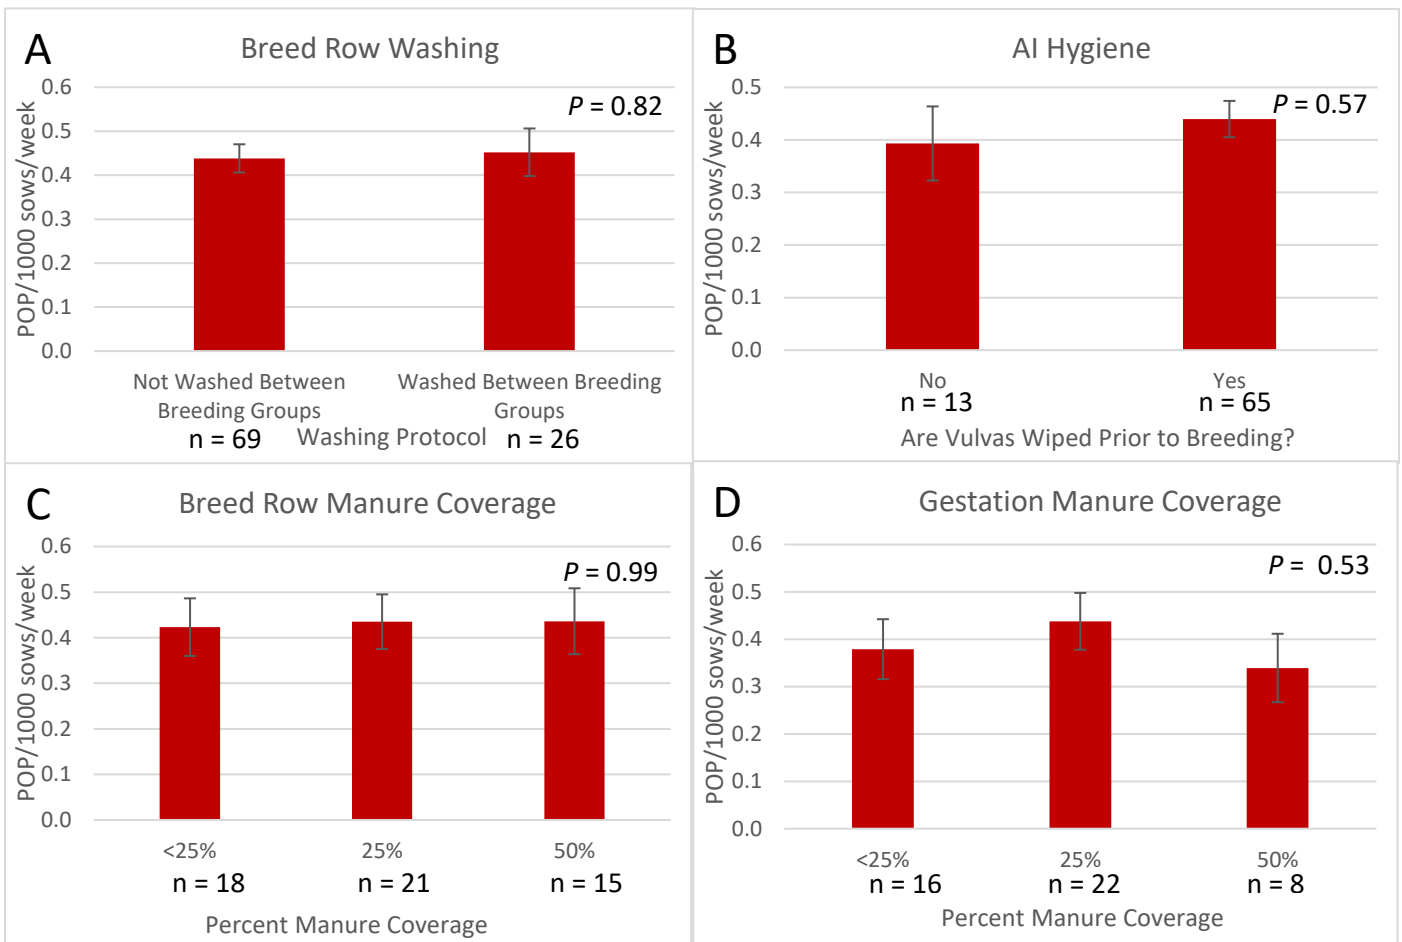 A
Breed Row Washing
P = 0.82
POP/1000 sows/week
0.6
0.5
0.4
0.3
0.2
0.1
0.0
Not Washed Between
Breeding Groups
Washed Between Breeding
Groups
n = 69
Washing Protocol
n = 26
B
AI Hygiene
P = 0.57
POP/1000 sows/week
0.5
0.4
0.3
0.2
0.1
0.0
No
Yes
n = 13
n = 65
Are Vulvas Wiped Prior to Breeding?
C
Breed Row Manure Coverage
P = 0.99
POP/1000 sows/week
0.6
0.5
0.4
0.3
0.2
0.1
0.0
<25%
25%
50%
n = 18
n = 21
n = 15
Percent Manure Coverage
D
Gestation Manure Coverage
P = 0.53
POP/1000 sows/week
0.6
0.5
0.4
0.3
0.2
0.1
0.0
<25%
25%
50%
n = 16
n = 22
n = 8
Percent Manure Coverage